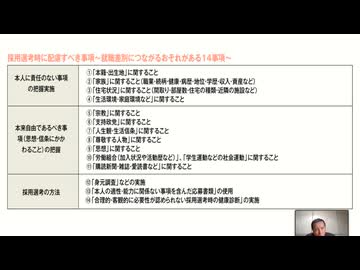 採用選考時に配慮すべき事項～就職差別につながるおそれがある14事項～
本人に責任のない事項
の把握実施
①「本籍・出生地」に関すること
②「家族」に関すること(職業・続柄・健康・病歴・地位・学歴・収入・資産など)
③「住宅状況」に関すること(間取り・部屋数・住宅の種類・近隣の施設など)
④「生活環境・家庭環境など」に関すること
本来自由であるべき事
項(思想・信条にかか
わること)の把握
⑤「宗教」に関すること
⑥「支持政党」に関すること
⑦「人生観・生活信条」に関すること
⑧「尊敬する人物」に関すること
⑨「思想」に関すること
⑩「労働組合(加入状況や活動歴など)」、「学生運動などの社会運動」に関すること
⑪「購読新聞・雑誌・愛読書など」に関すること
採用選考の方法
⑫「身元調査」などの実施
⑬「本人の適性・能力に関係ない事項を含んだ応募書類」の使用
⑭「合理的・客観的に必要性が認められない採用選考時の健康診断」の実施